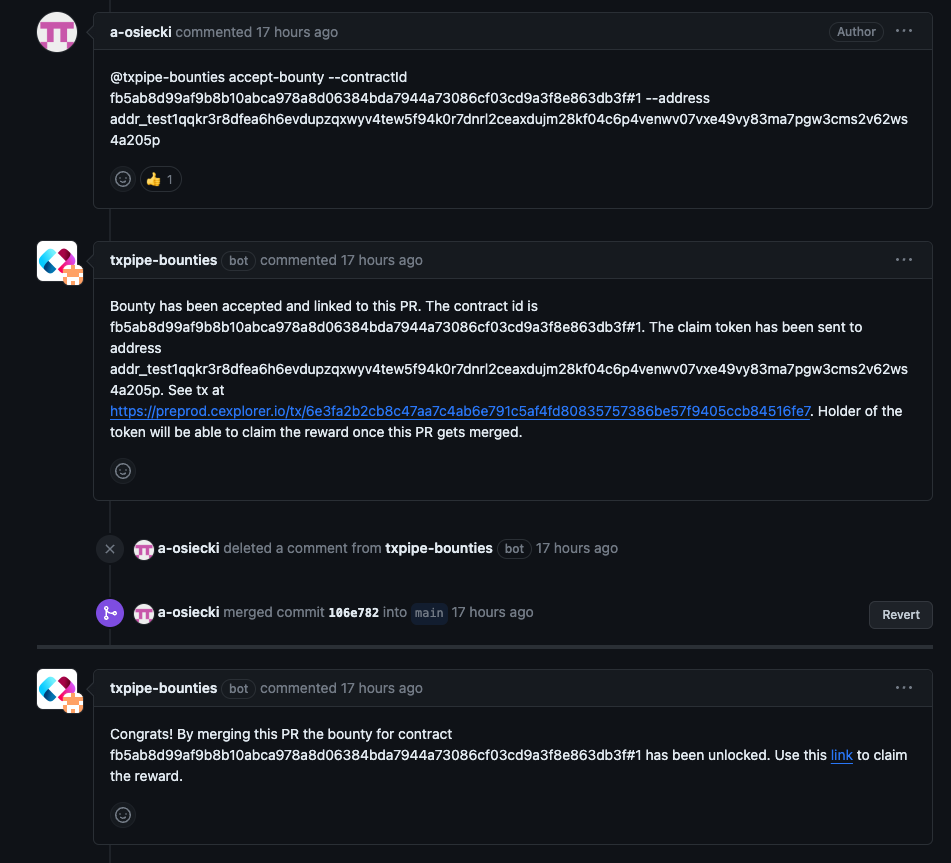 a-osiecki commented 17 hours ago Author ...
@txpipe-bounties accept-bounty --contractId
fb5ab8d99af9b8b10abca978a8d06384bda7944a73086cf03cd9a3f8e863db3f#1 --address
addr_test1qqkr3r8dfea6h6evdupzqxwyv4tew5f94k0r7dnrl2ceaxdujm28kf04c6p4venwv07vxe49vy83ma7pgw3cms2v62ws
4a205p
👍 1
txpipe-bounties bot commented 17 hours ago ...
Bounty has been accepted and linked to this PR. The contract id is
fb5ab8d99af9b8b10abca978a8d06384bda7944a73086cf03cd9a3f8e863db3f#1. The claim token has been sent to
address
addr_test1qqkr3r8dfea6h6evdupzqxwyv4tew5f94k0r7dnrl2ceaxdujm28kf04c6p4venwv07vxe49vy83ma7pgw3cms2v62ws
4a205p. See tx at
https://preprod.cexplorer.io/tx/6e3fa2b2cb8c47aa7c4ab6e791c5af4fd80835757386be57f9405ccb84516fe7. Holder of the
token will be able to claim the reward once this PR gets merged.
a-osiecki deleted a comment from txpipe-bounties bot 17 hours ago
a-osiecki merged commit 106e782 into main 17 hours ago Revert
txpipe-bounties bot commented 17 hours ago ...
Congrats! By merging this PR the bounty for contract
fb5ab8d99af9b8b10abca978a8d06384bda7944a73086cf03cd9a3f8e863db3f#1 has been unlocked. Use this link to claim
the reward.